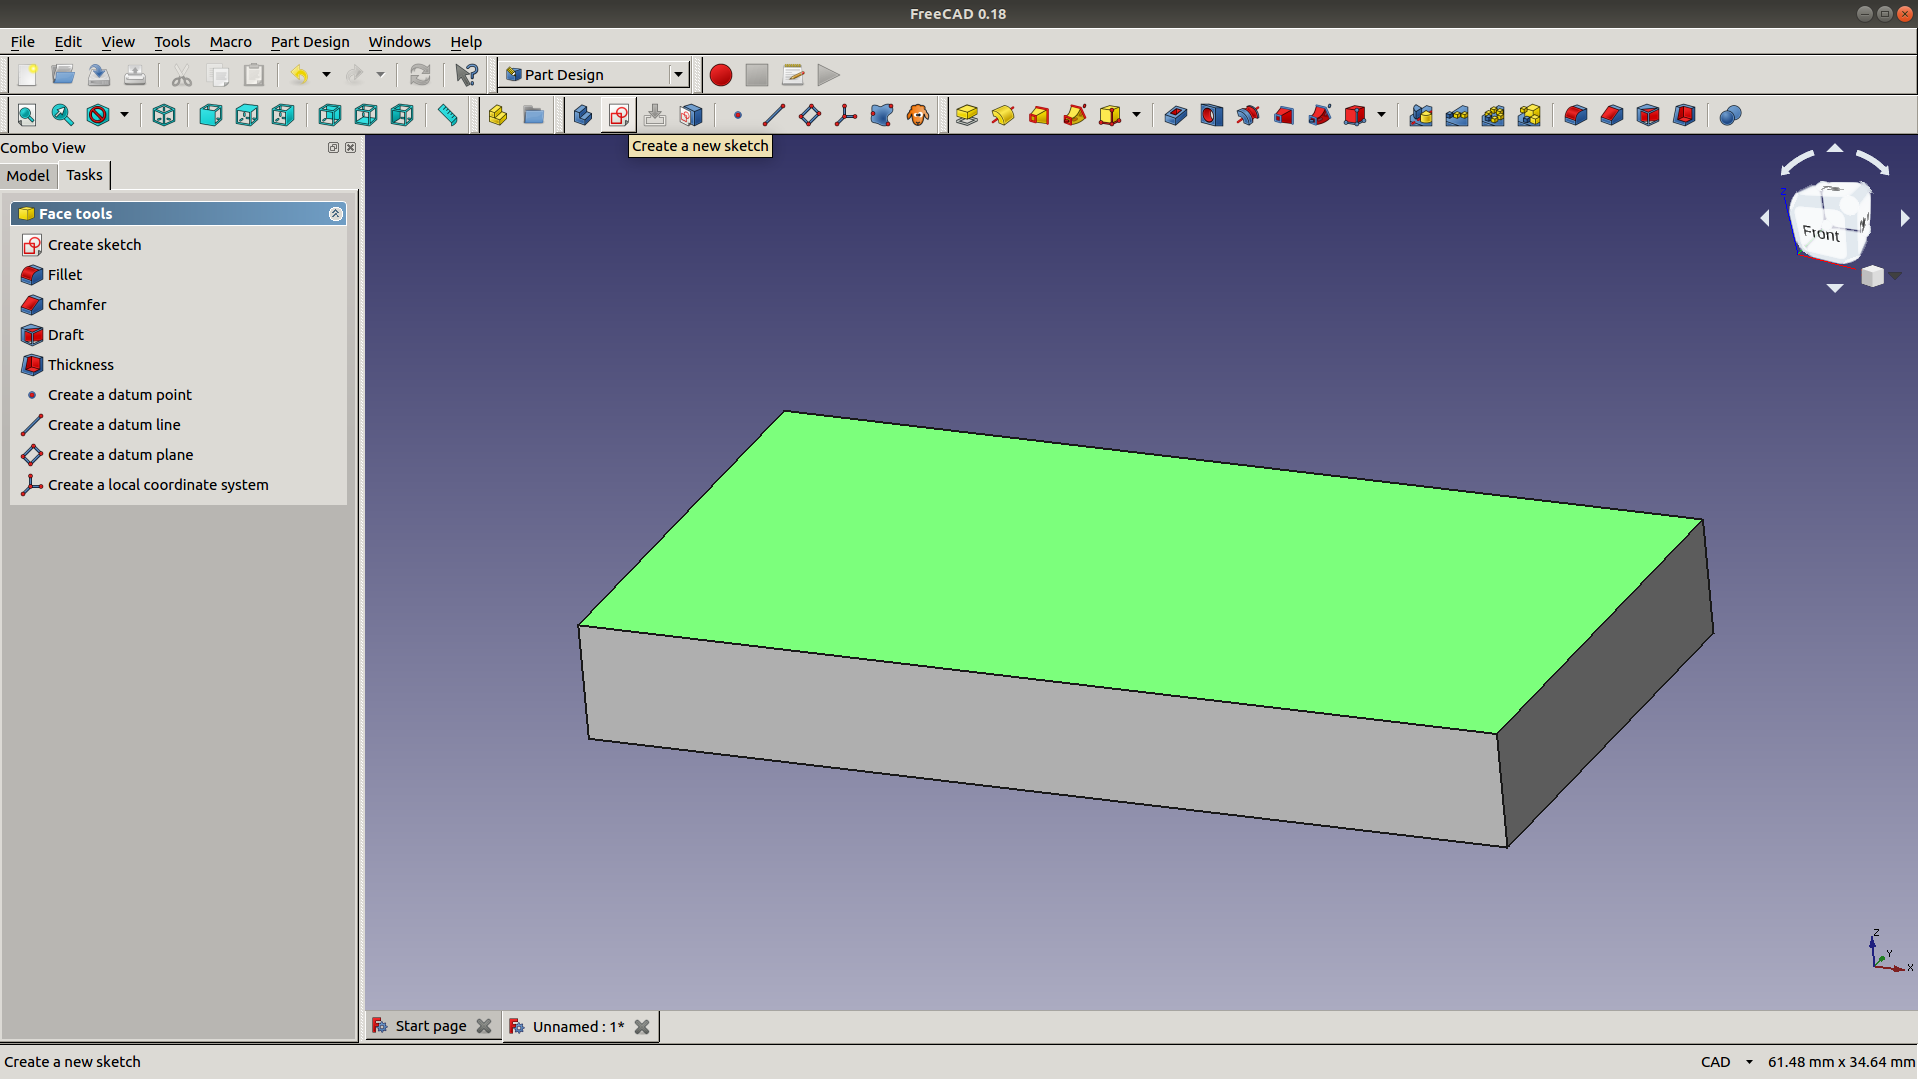 FreeCAD 0.18
File Edit View Tools Macro Part Design Windows Help
Part Design
Create a new sketch
Combo View
Model Tasks
Face tools
Create sketch
Fillet
Chamfer
Draft
Thickness
Create a datum point
Create a datum line
Create a datum plane
Create a local coordinate system
Z
Front
Z
Y
X
Start page Unnamed : 1*
Create a new sketch
CAD 61.48 mm x 34.64 mm